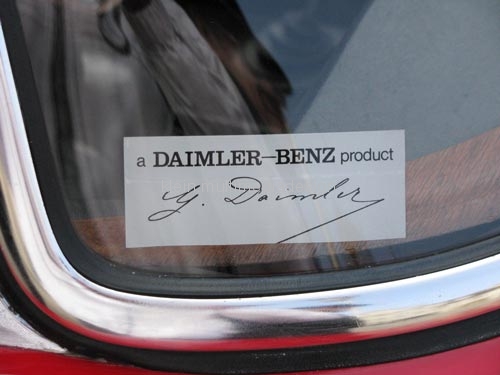 a DAIMLER-BENZ product
G. Daimler